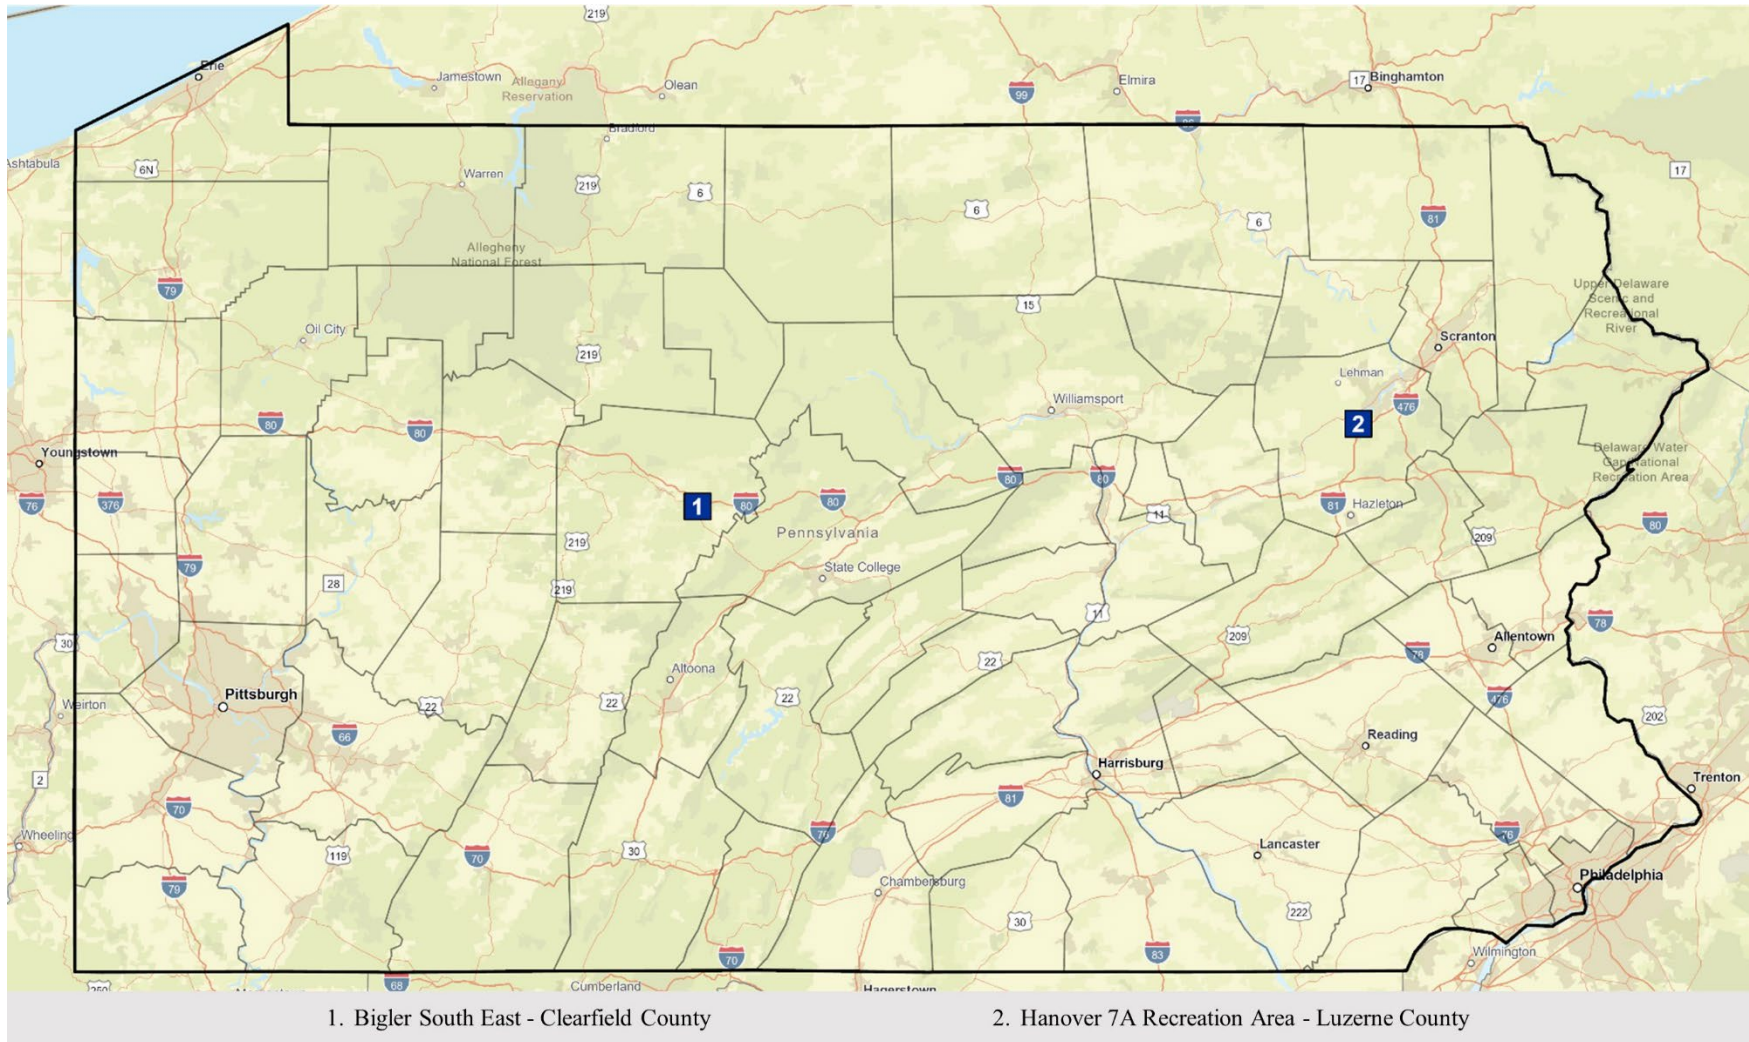 219
Erie
Jamestown
Allegany
Reservation
Olean
99
Elmira
17
Binghamton
86
Bradford
Ashtabula
6N
Warren
219
6
6
6
81
17
Allegheny
National Forest
79
Upper Delaware
Scenic and
Recreational
River
15
Oil City
219
Scranton
Lehman
476
Williamsport
2
80
80
Youngstown
Delaware Water
Gap National
Recreation Area
76
376
1
80
80
80
80
11
81
Hazleton
80
Pennsylvania
219
209
79
State College
28
219
11
78
30
209
Allentown
78
22
Altoona
Pittsburgh
Weirton
22
22
22
476
202
66
Reading
Harrisburg
2
Trenton
81
70
76
76
Wheeling
119
70
30
Lancaster
79
Chambersburg
Philadelphia
30
222
70
83
Wilmington
68
Cumberland
Hagerstown
1. Bigler South East - Clearfield County
2. Hanover 7A Recreation Area - Luzerne County